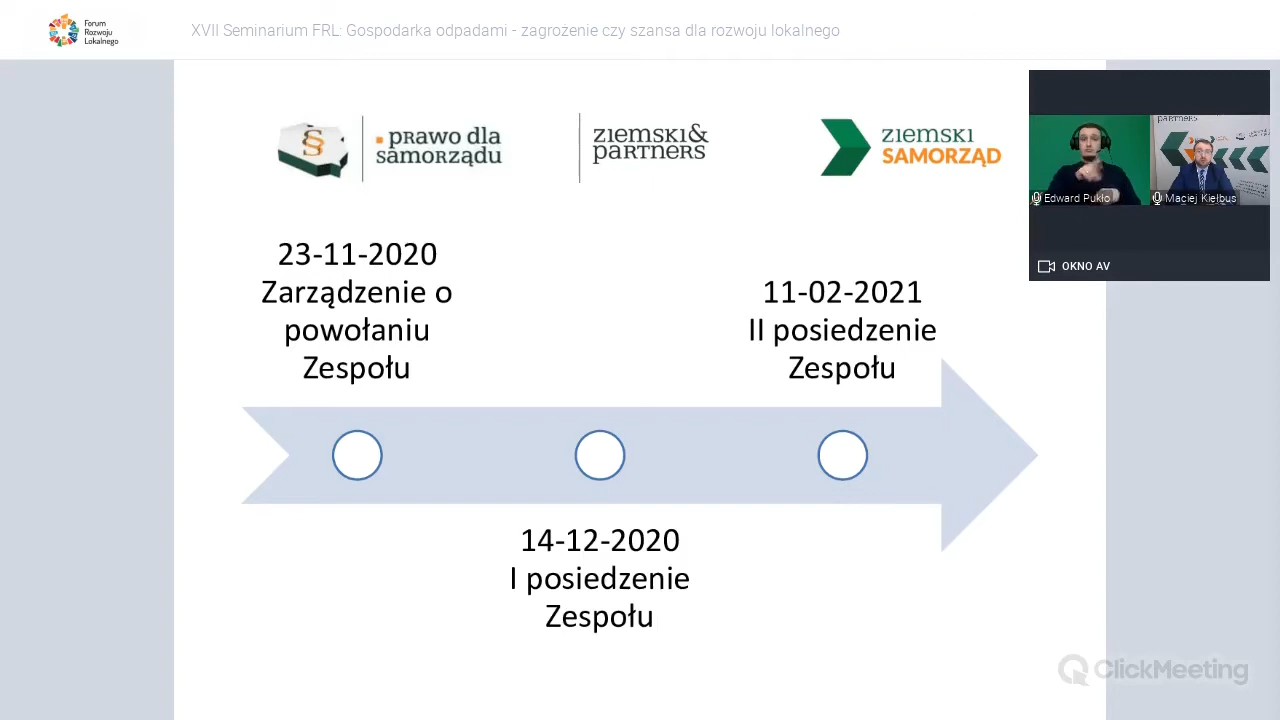 Forum
Rozwoju
Lokalnego
XVII Seminarium FRL: Gospodarka odpadami - zagrożenie czy szansa dla rozwoju lokalnego
§
prawo dla
samorządu
ziemski&
partners
ziemski
SAMORZĄD
PARTNERS
Edward Pukło
Maciej Kiełbus
OKNO AV
23-11-2020
Zarządzenie o
powołaniu
Zespołu
11-02-2021
II posiedzenie
Zespołu
14-12-2020
I posiedzenie
Zespołu
ClickMeeting